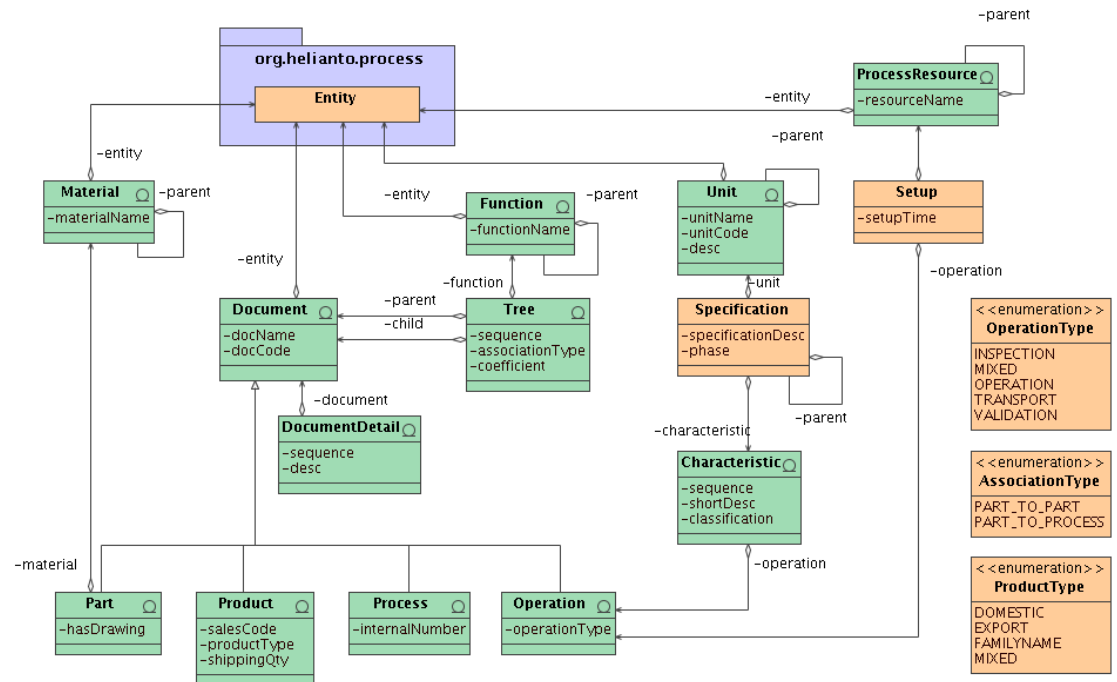 -parent
org.helianto.process
ProcessResource
-resourceName
Entity
-entity
-parent
-entity
Material
-materialName
-parent
-entity
Function
-functionName
-parent
Unit
-unitName
-unitCode
-desc
Setup
-setupTime
-entity
-function
-unit
-operation
Document
-docName
-docCode
-parent
-child
Tree
-sequence
-associationType
-coefficient
Specification
-specificationDesc
-phase
-parent
<<enumeration>>
OperationType
INSPECTION
MIXED
OPERATION
TRANSPORT
VALIDATION
-document
DocumentDetail
-sequence
-desc
-characteristic
Characteristic
-sequence
-shortDesc
-classification
<<enumeration>>
AssociationType
PART_TO_PART
PART_TO_PROCESS
-material
-operation
Part
-hasDrawing
Product
-salesCode
-productType
-shippingQty
Process
-internalNumber
Operation
-operationType
<<enumeration>>
ProductType
DOMESTIC
EXPORT
FAMILYNAME
MIXED